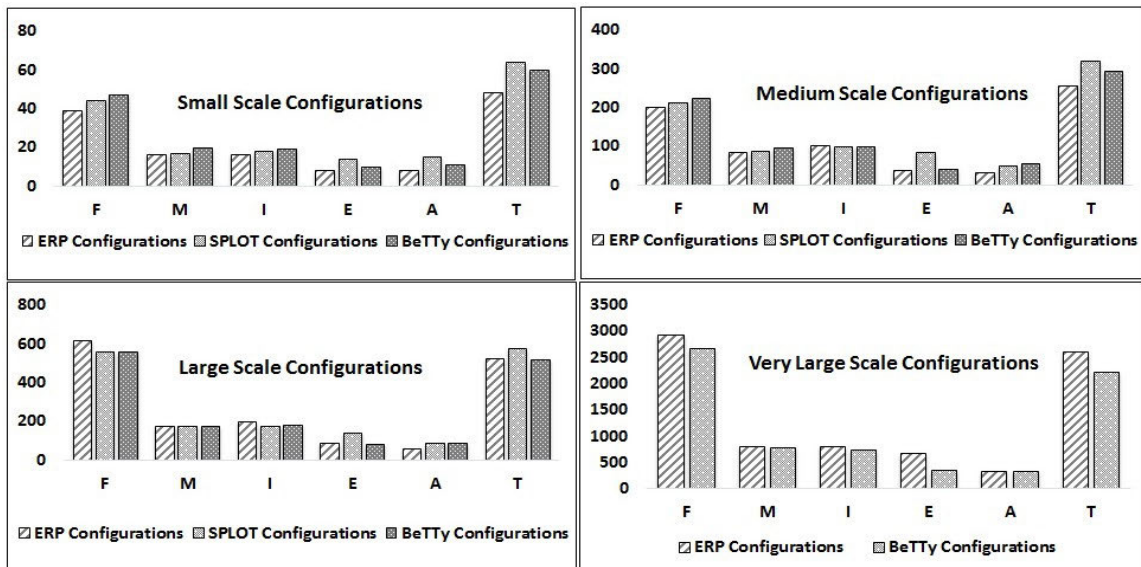 80
60
40
20
0
Small Scale Configurations
F M I E A T
ERP Configurations SPLOT Configurations BeTTy Configurations
400
300
200
100
0
Medium Scale Configurations
F M I E A T
ERP Configurations SPLOT Configurations BeTTy Configurations
800
600
400
200
0
Large Scale Configurations
F M I E A T
ERP Configurations SPLOT Configurations BeTTy Configurations
3500
3000
2500
2000
1500
1000
500
0
Very Large Scale Configurations
F M I E A T
ERP Configurations BeTTy Configurations